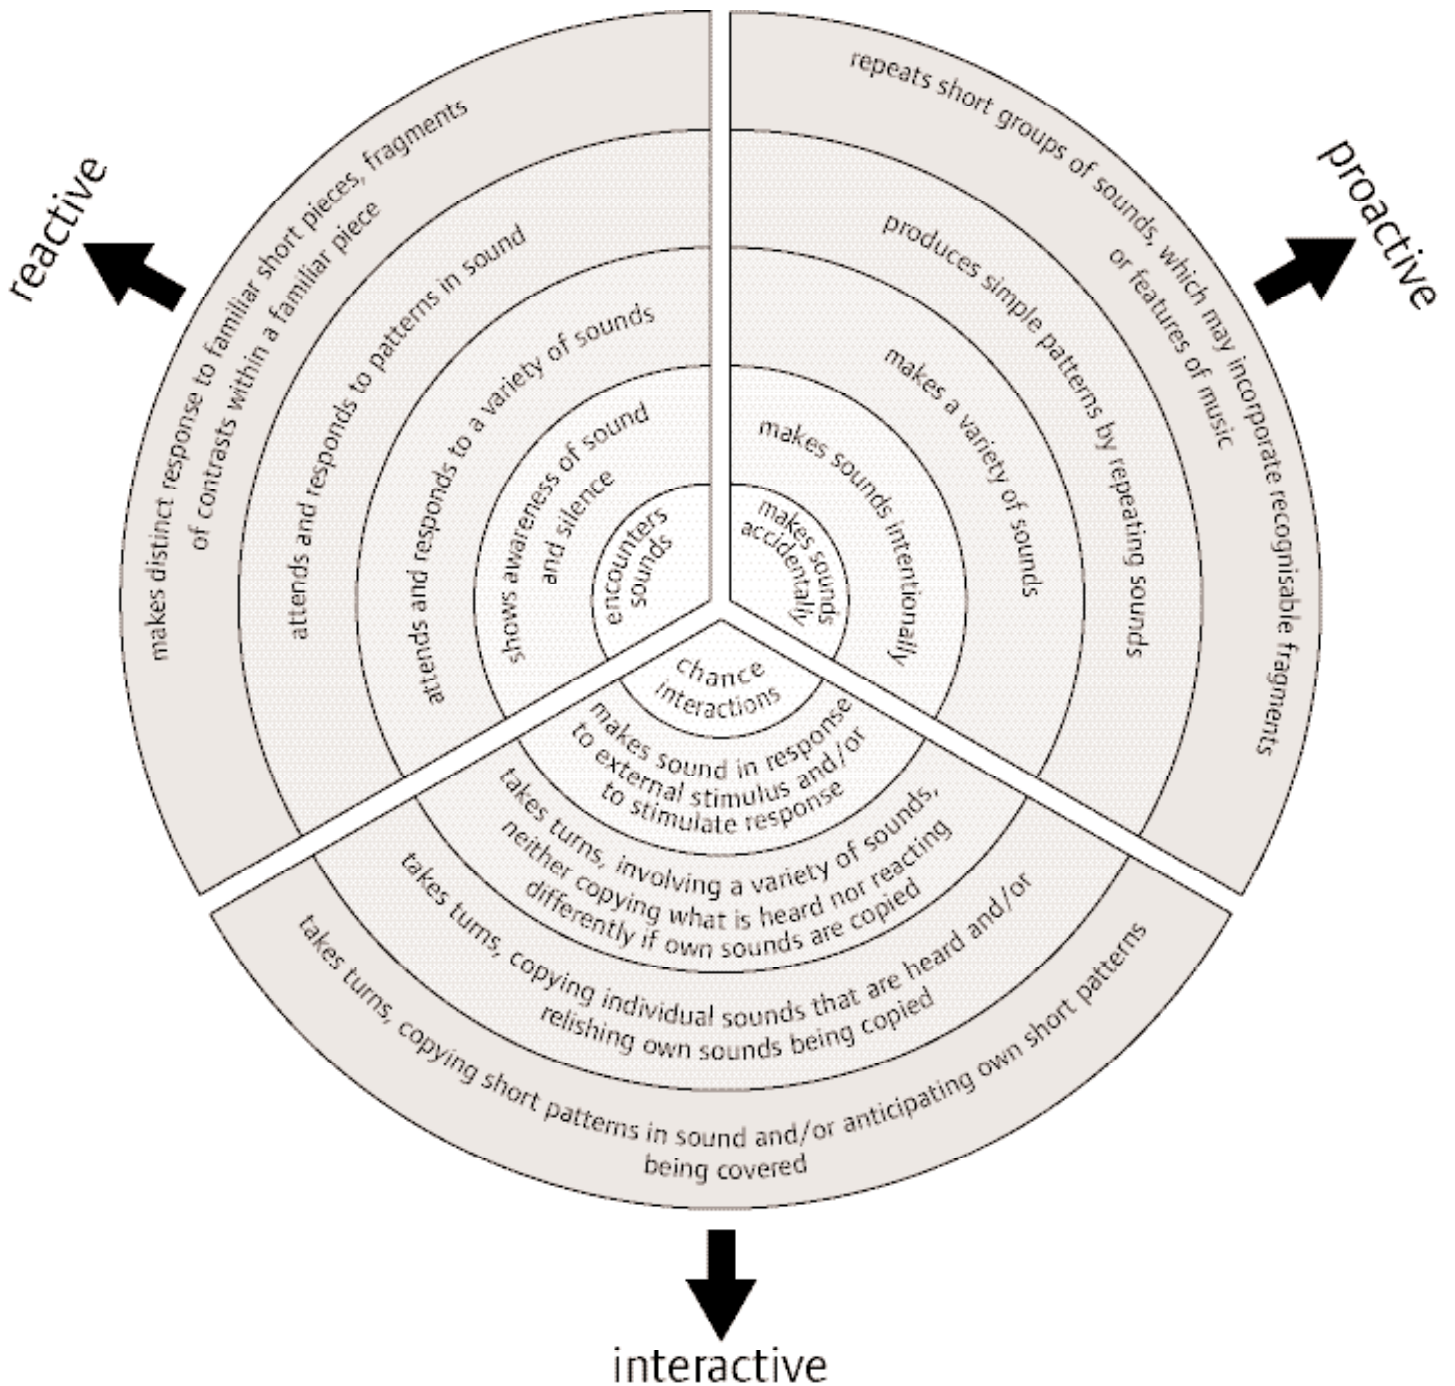 reactive
makes distinct response to familiar short pieces, fragments
of contrasts within a familiar piece
attends and responds to patterns in sound
attends and responds to a variety of sounds
shows awareness of sound
and silence
encounters
sounds
proactive
repeats short groups of sounds, which may incorporate recognisable fragments
or features of music
produces simple patterns by repeating sounds
makes a variety of sounds
makes sounds intentionally
makes sounds
accidentally
chance
interactions
makes sound in response
to external stimulus and/or
to stimulate response
takes turns, involving a variety of sounds,
neither copying what is heard nor reacting
differently if own sounds are copied
takes turns, copying individual sounds that are heard and/or
relishing own sounds being copied
takes turns, copying short patterns in sound and/or anticipating own short patterns
being covered
interactive